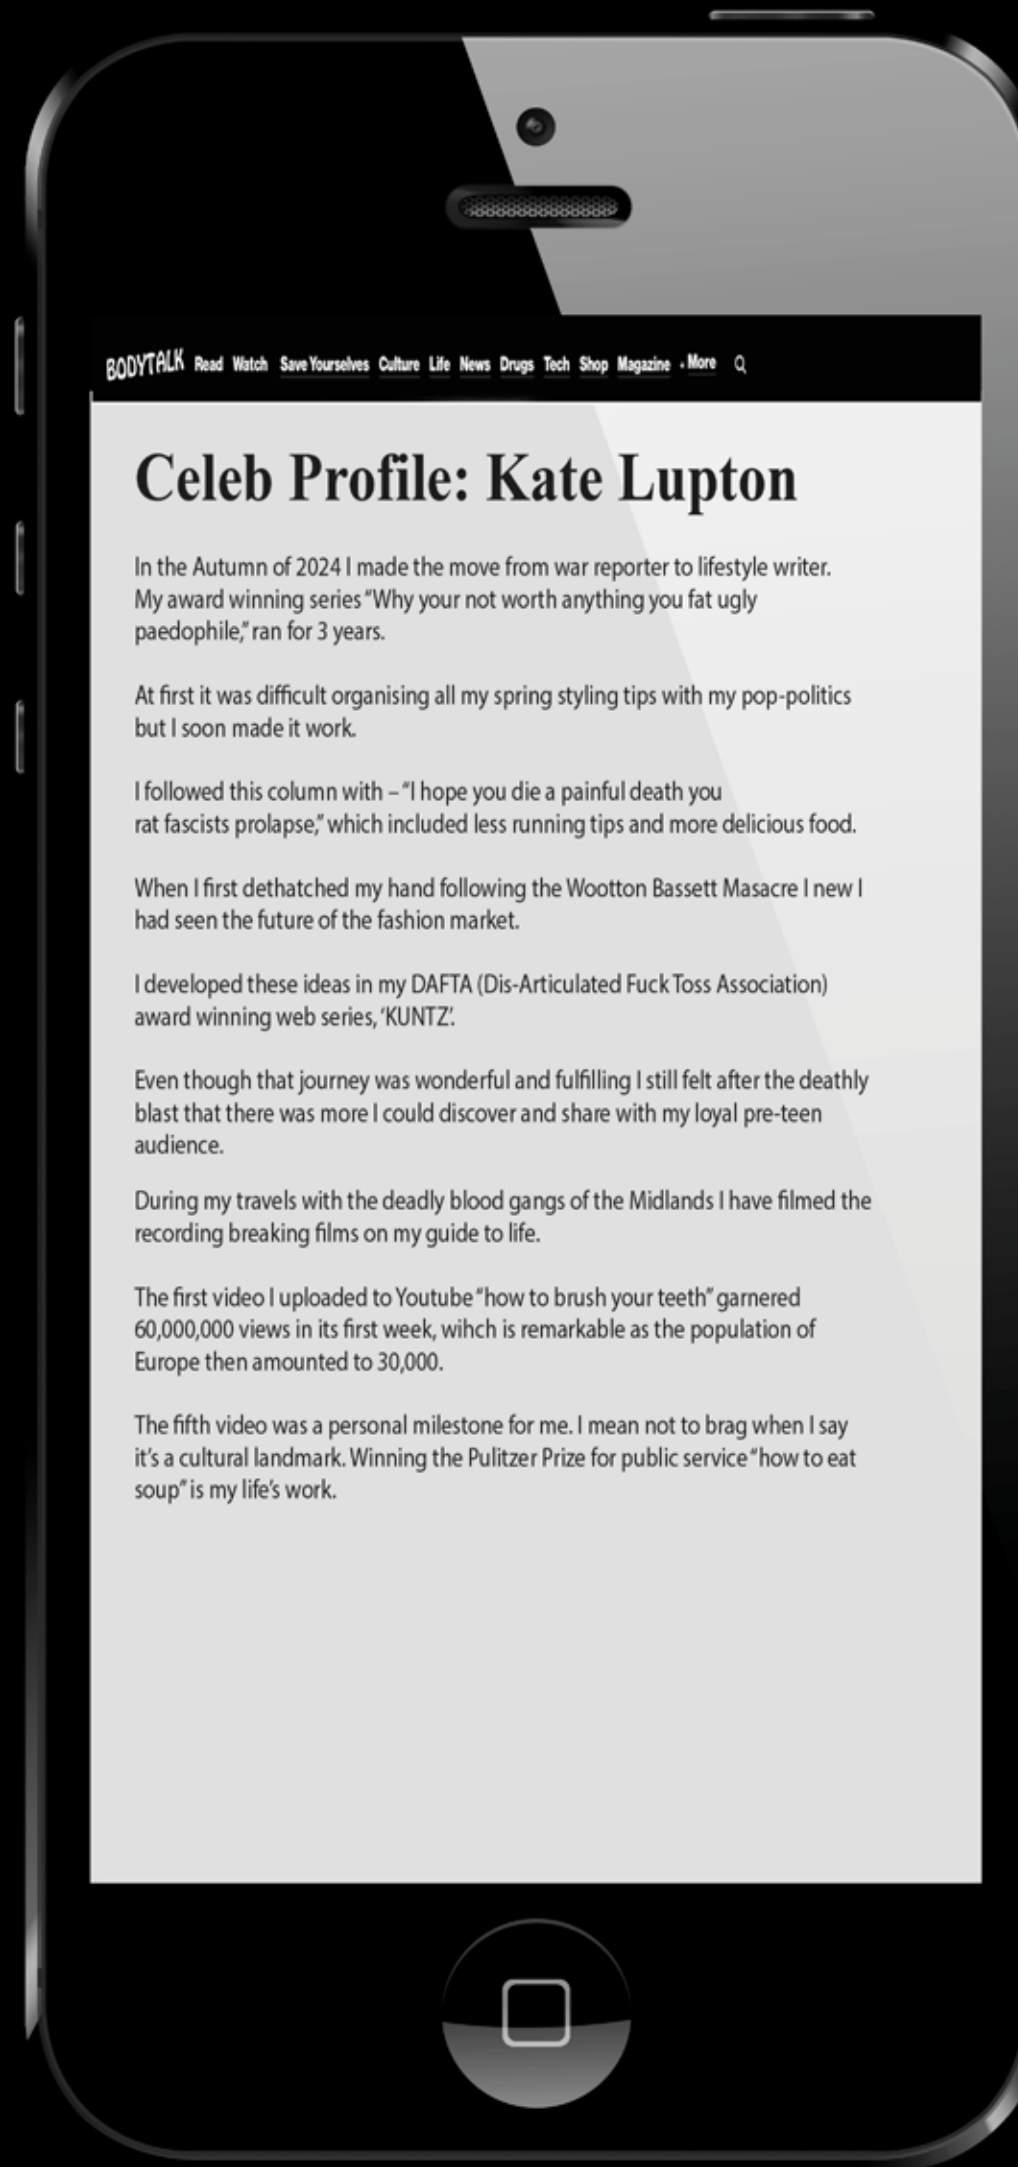 BODYTALK Read Watch Save Yourselves Culture Life News Drugs Tech Shop Magazine + More
Celeb Profile: Kate Lupton
In the Autumn of 2024 I made the move from war reporter to lifestyle writer.
My award winning series “Why your not worth anything you fat ugly
paedophile,” ran for 3 years.
At first it was difficult organising all my spring styling tips with my pop-politics
but I soon made it work.
I followed this column with – “I hope you die a painful death you
rat fascists prolapse,” which included less running tips and more delicious food.
When I first dethatched my hand following the Wootton Bassett Masacre I new I
had seen the future of the fashion market.
I developed these ideas in my DAFTA (Dis-Articulated Fuck Toss Association)
award winning web series, ‘KUNTZ’.
Even though that journey was wonderful and fulfilling I still felt after the deathly
blast that there was more I could discover and share with my loyal pre-teen
audience.
During my travels with the deadly blood gangs of the Midlands I have filmed the
recording breaking films on my guide to life.
The first video I uploaded to Youtube “how to brush your teeth” garnered
60,000,000 views in its first week, wihch is remarkable as the population of
Europe then amounted to 30,000.
The fifth video was a personal milestone for me. I mean not to brag when I say
it’s a cultural landmark. Winning the Pulitzer Prize for public service “how to eat
soup” is my life’s work.